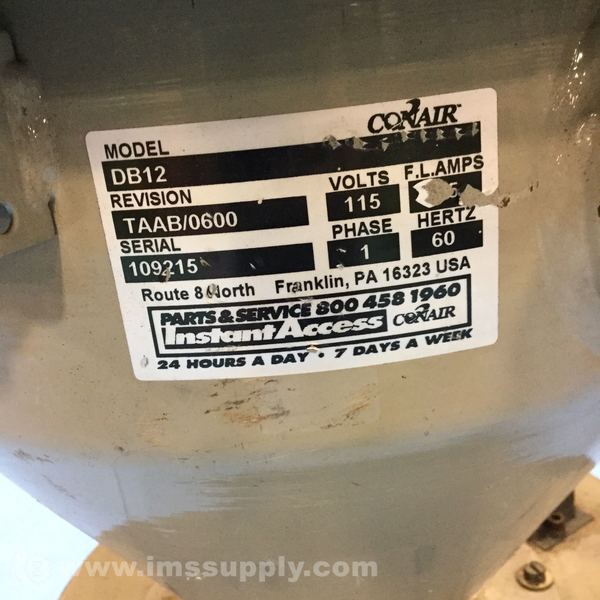 CONAIR™
MODEL
DB12
REVISION
TAAB/0600
SERIAL
109215
VOLTS F.L.AMPS
115
PHASE HERTZ
1 60
Route 8 North Franklin, PA 16323 USA
PARTS & SERVICE 800 458 1960
Instant Access CONAIR
24 HOURS A DAY • 7 DAYS A WEEK
www.imssupply.com